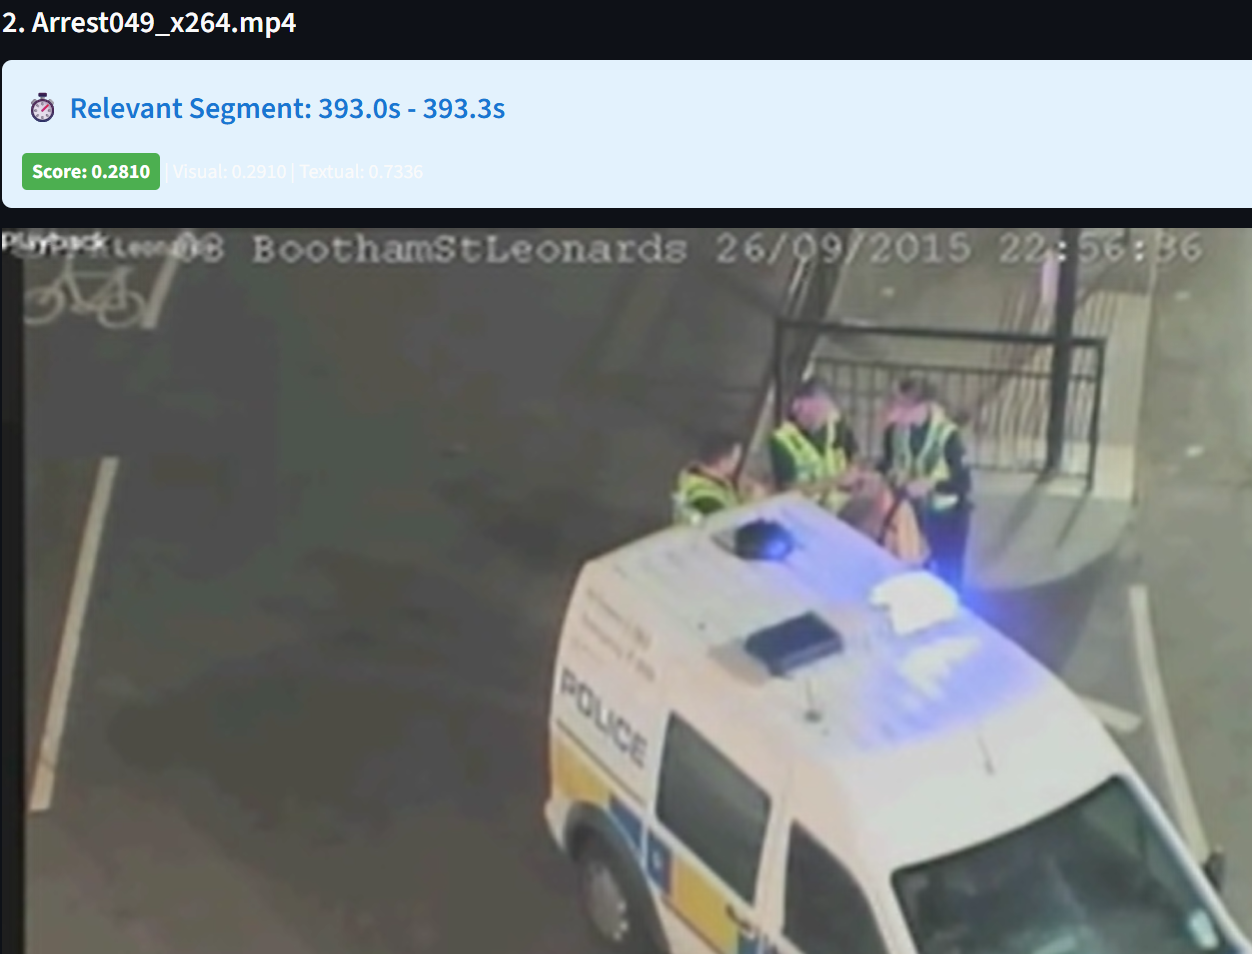 2. Arrest049_x264.mp4
Relevant Segment: 393.0s - 393.3s
Score: 0.2810 | Visual: 0.2910 | Textual: 0.7336
Playback
BoothamStLeonards 26/09/2015 22:56:36
POLICE